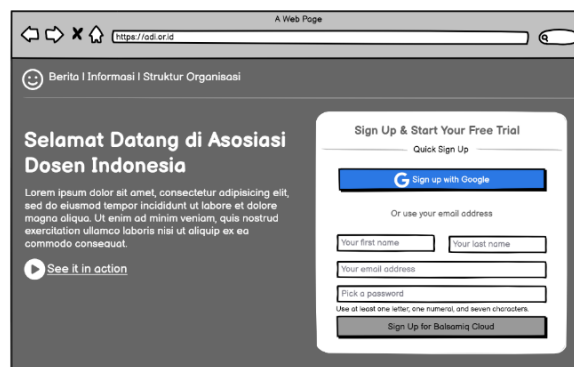 A Web Page
https://adi.or.id
Berita | Informasi | Struktur Organisasi
Selamat Datang di Asosiasi
Dosen Indonesia
Lorem ipsum dolor sit amet, consectetur adipisicing elit,
sed do eiusmod tempor incididunt ut labore et dolore
magna aliqua. Ut enim ad minim veniam, quis nostrud
exercitation ullamco laboris nisi ut aliquip ex ea
commodo consequat.
See it in action
Sign Up & Start Your Free Trial
Quick Sign Up
G Sign up with Google
Or use your email address
Your first name
Your last name
Your email address
Pick a password
Use at least one letter, one numeral, and seven characters.
Sign Up for Balsamiq Cloud